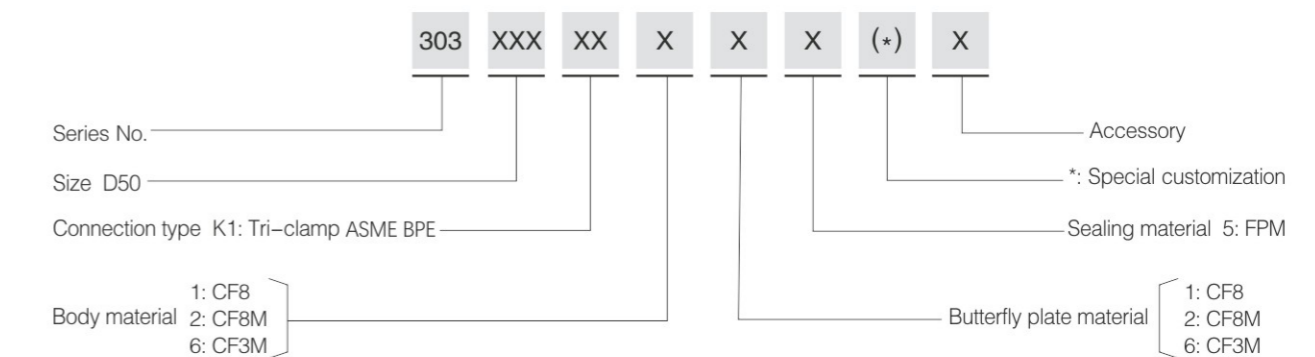 303 XXX XX X X X (*) X
Series No.
Accessory
Size D50
*: Special customization
Connection type K1: Tri-clamp ASME BPE
Sealing material 5: FPM
Body material
1: CF8
2: CF8M
6: CF3M
Butterfly plate material
1: CF8
2: CF8M
6: CF3M